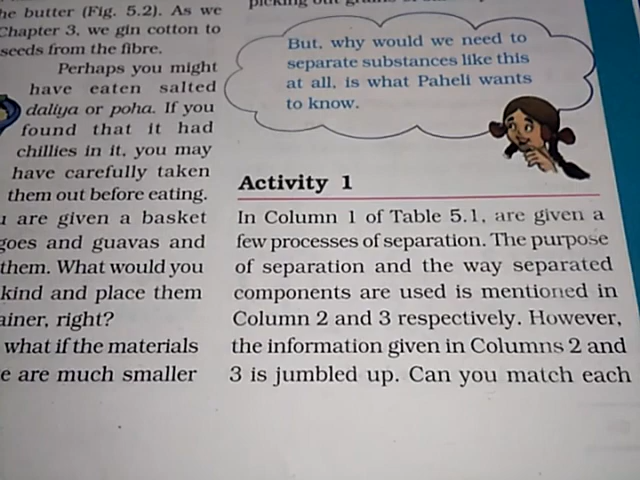 he butter (Fig. 5.2). As we
Chapter 3, we gin cotton to
seeds from the fibre.
Perhaps you might
have eaten salted
daliya or poha. If you
found that it had
chillies in it, you may
have carefully taken
them out before eating.
u are given a basket
goes and guavas and
them. What would you
kind and place them
ainer, right?
what if the materials
e are much smaller
But, why would we need to
separate substances like this
at all, is what Paheli wants
to know.
Activity 1
In Column 1 of Table 5.1, are given a
few processes of separation. The purpose
of separation and the way separated
components are used is mentioned in
Column 2 and 3 respectively. However,
the information given in Columns 2 and
3 is jumbled up. Can you match each